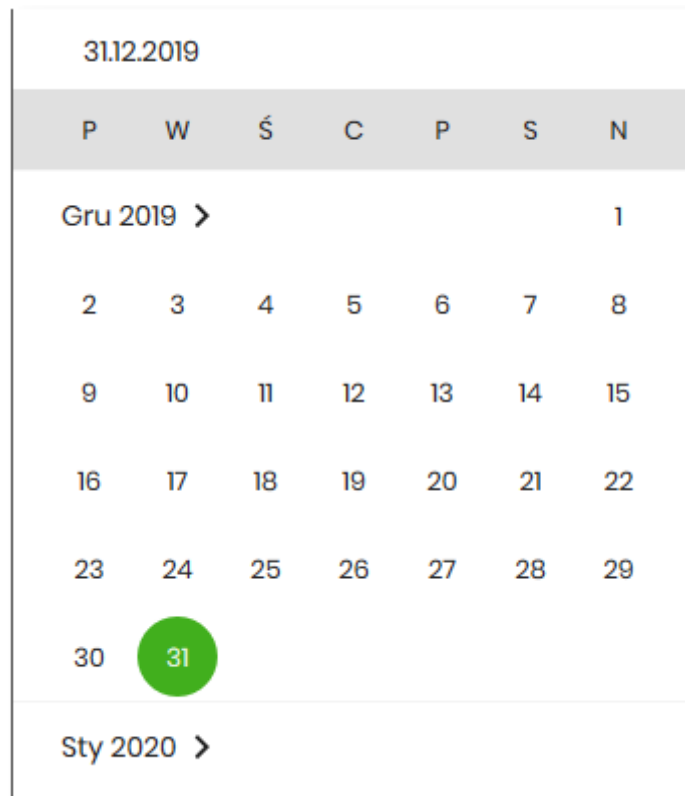 31.12.2019
P W Ś C P S N
Gru 2019 1
2 3 4 5 6 7 8
9 10 11 12 13 14 15
16 17 18 19 20 21 22
23 24 25 26 27 28 29
30 31
Sty 2020